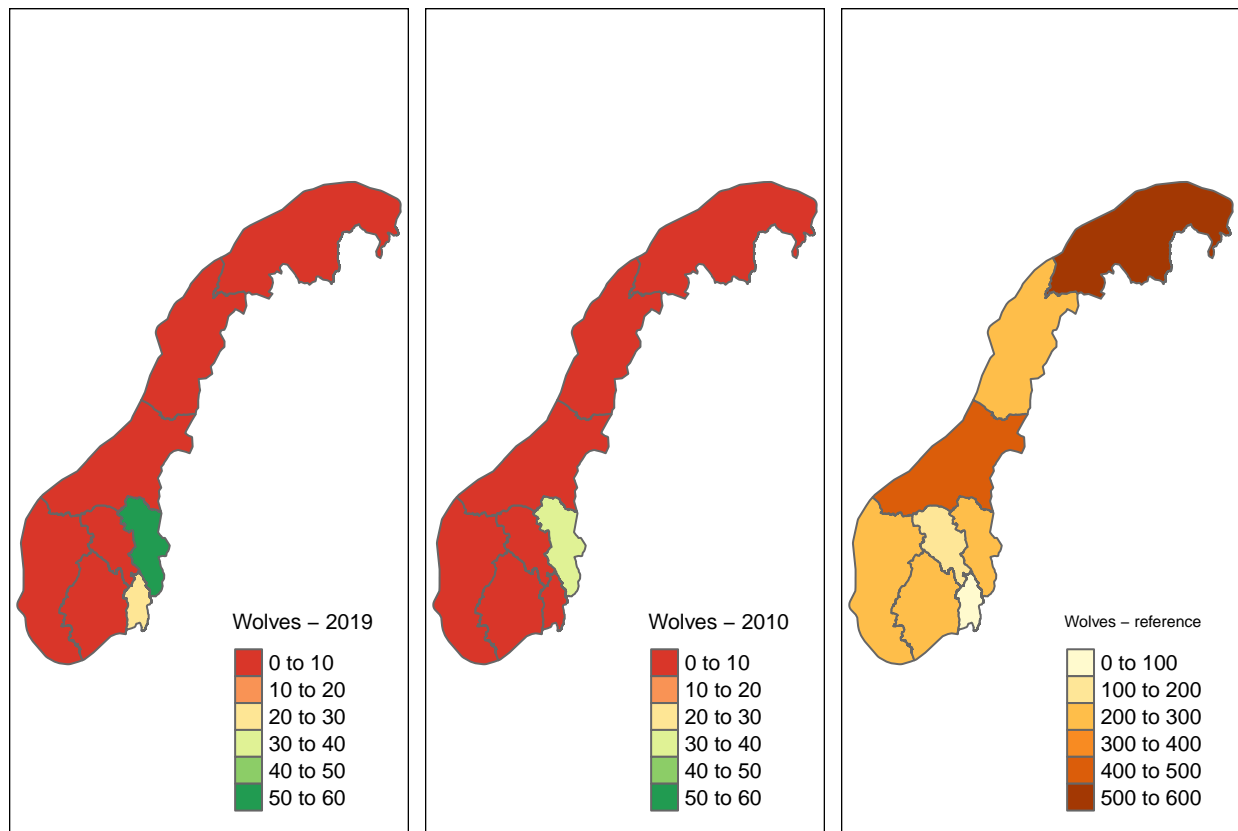 Wolves – 2019
0 to 10
10 to 20
20 to 30
30 to 40
40 to 50
50 to 60
Wolves – 2010
0 to 10
10 to 20
20 to 30
30 to 40
40 to 50
50 to 60
Wolves – reference
0 to 100
100 to 200
200 to 300
300 to 400
400 to 500
500 to 600